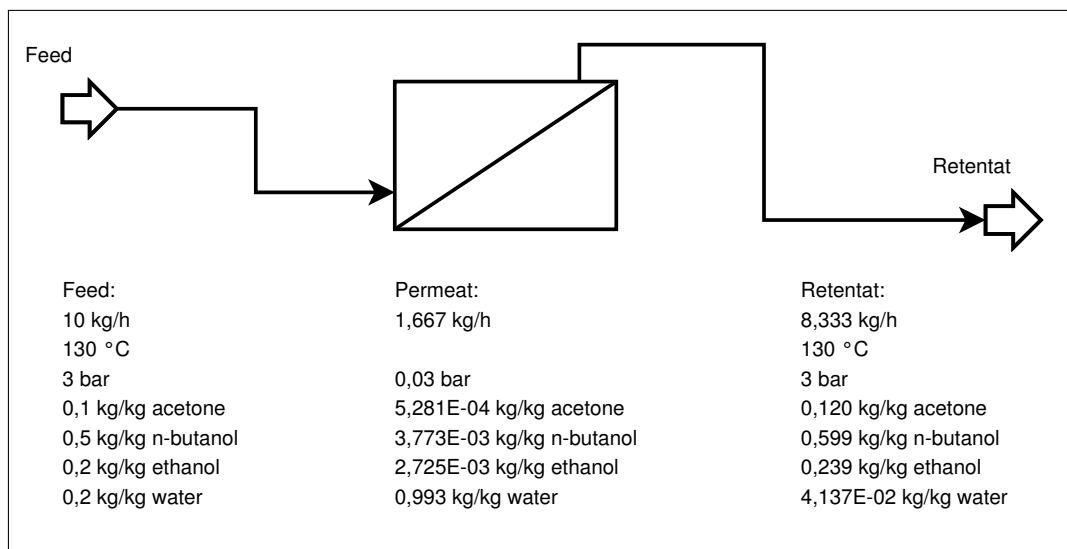 Feed
Retentat
Feed:
10 kg/h
130 °C
3 bar
0,1 kg/kg acetone
0,5 kg/kg n-butanol
0,2 kg/kg ethanol
0,2 kg/kg water
Permeat:
1,667 kg/h
0,03 bar
5,281E-04 kg/kg acetone
3,773E-03 kg/kg n-butanol
2,725E-03 kg/kg ethanol
0,993 kg/kg water
Retentat:
8,333 kg/h
130 °C
3 bar
0,120 kg/kg acetone
0,599 kg/kg n-butanol
0,239 kg/kg ethanol
4,137E-02 kg/kg water